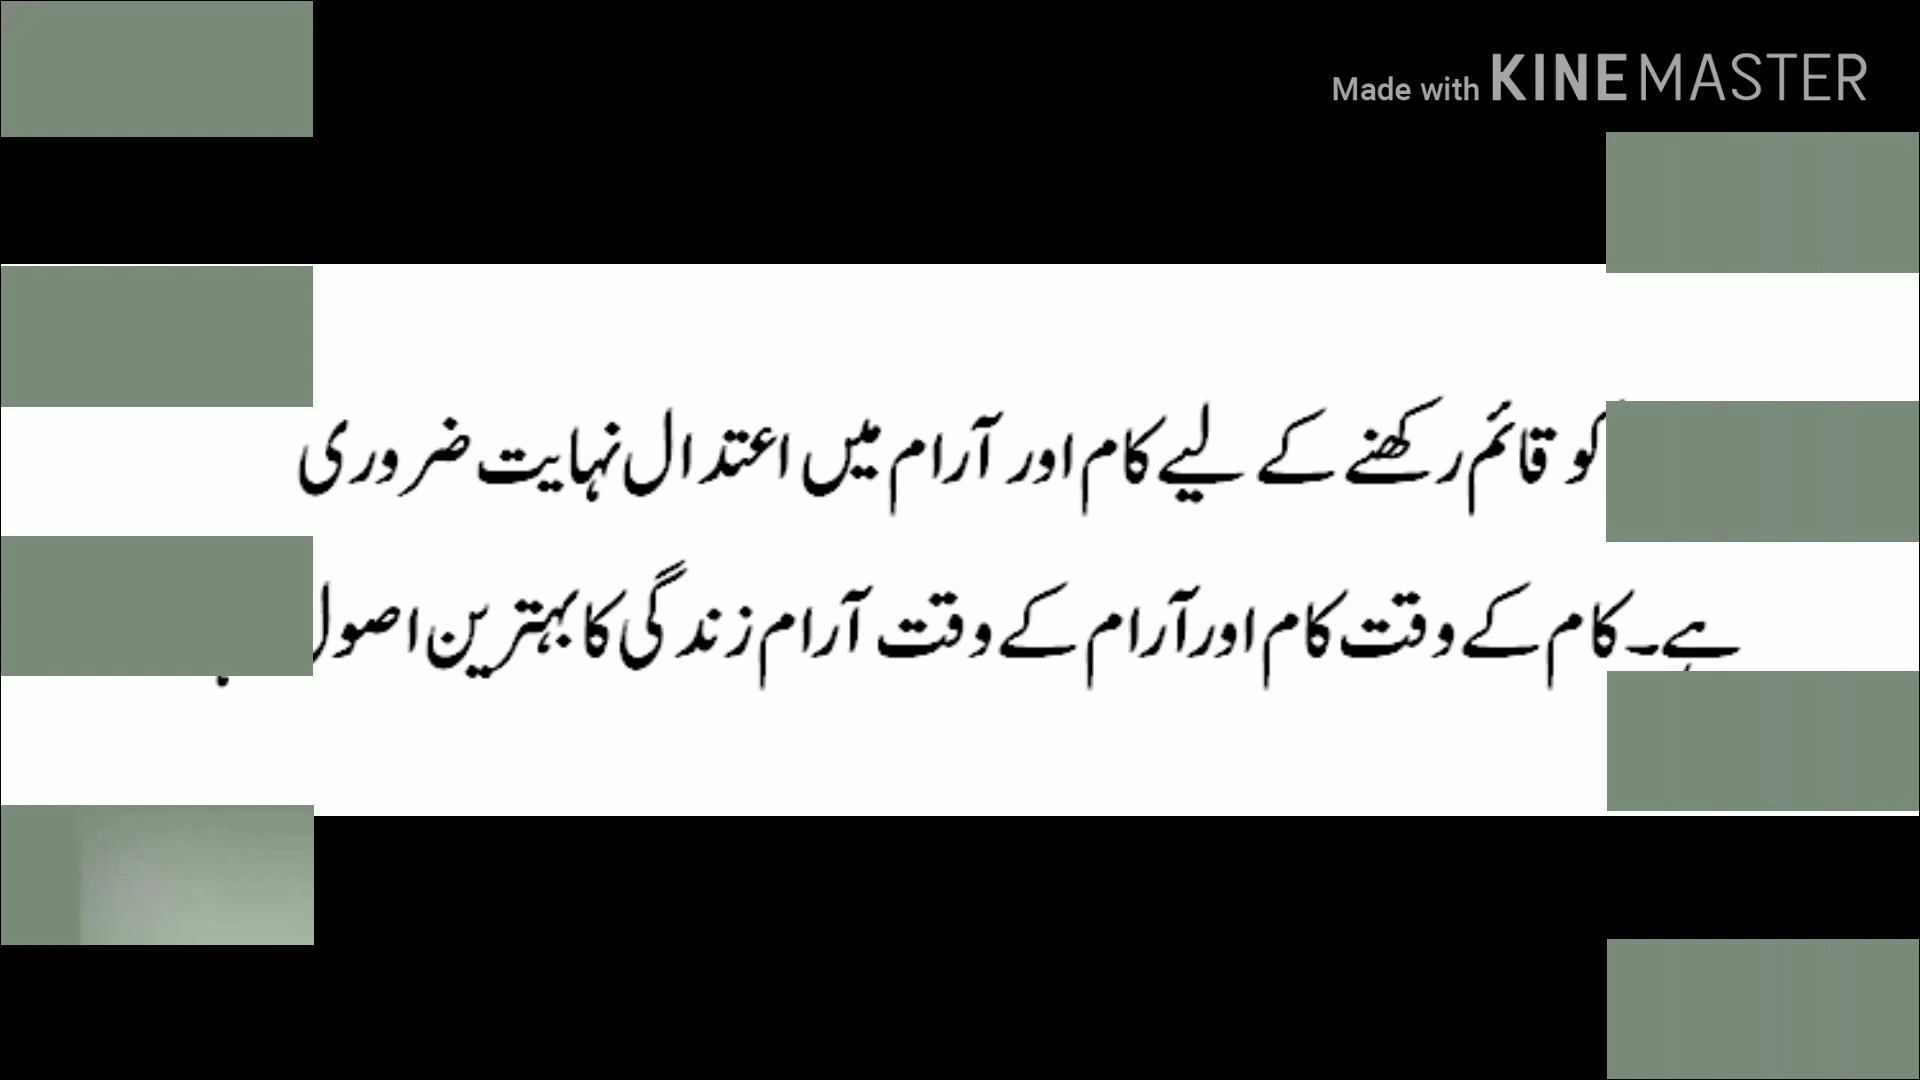 Made with KINEMASTER
کو قائم رکھنے کے لیے کام اور آرام میں اعتدال نہایت ضروری
ہے۔ کام کے وقت کام اور آرام کے وقت آرام زندگی کا بہترین اصول